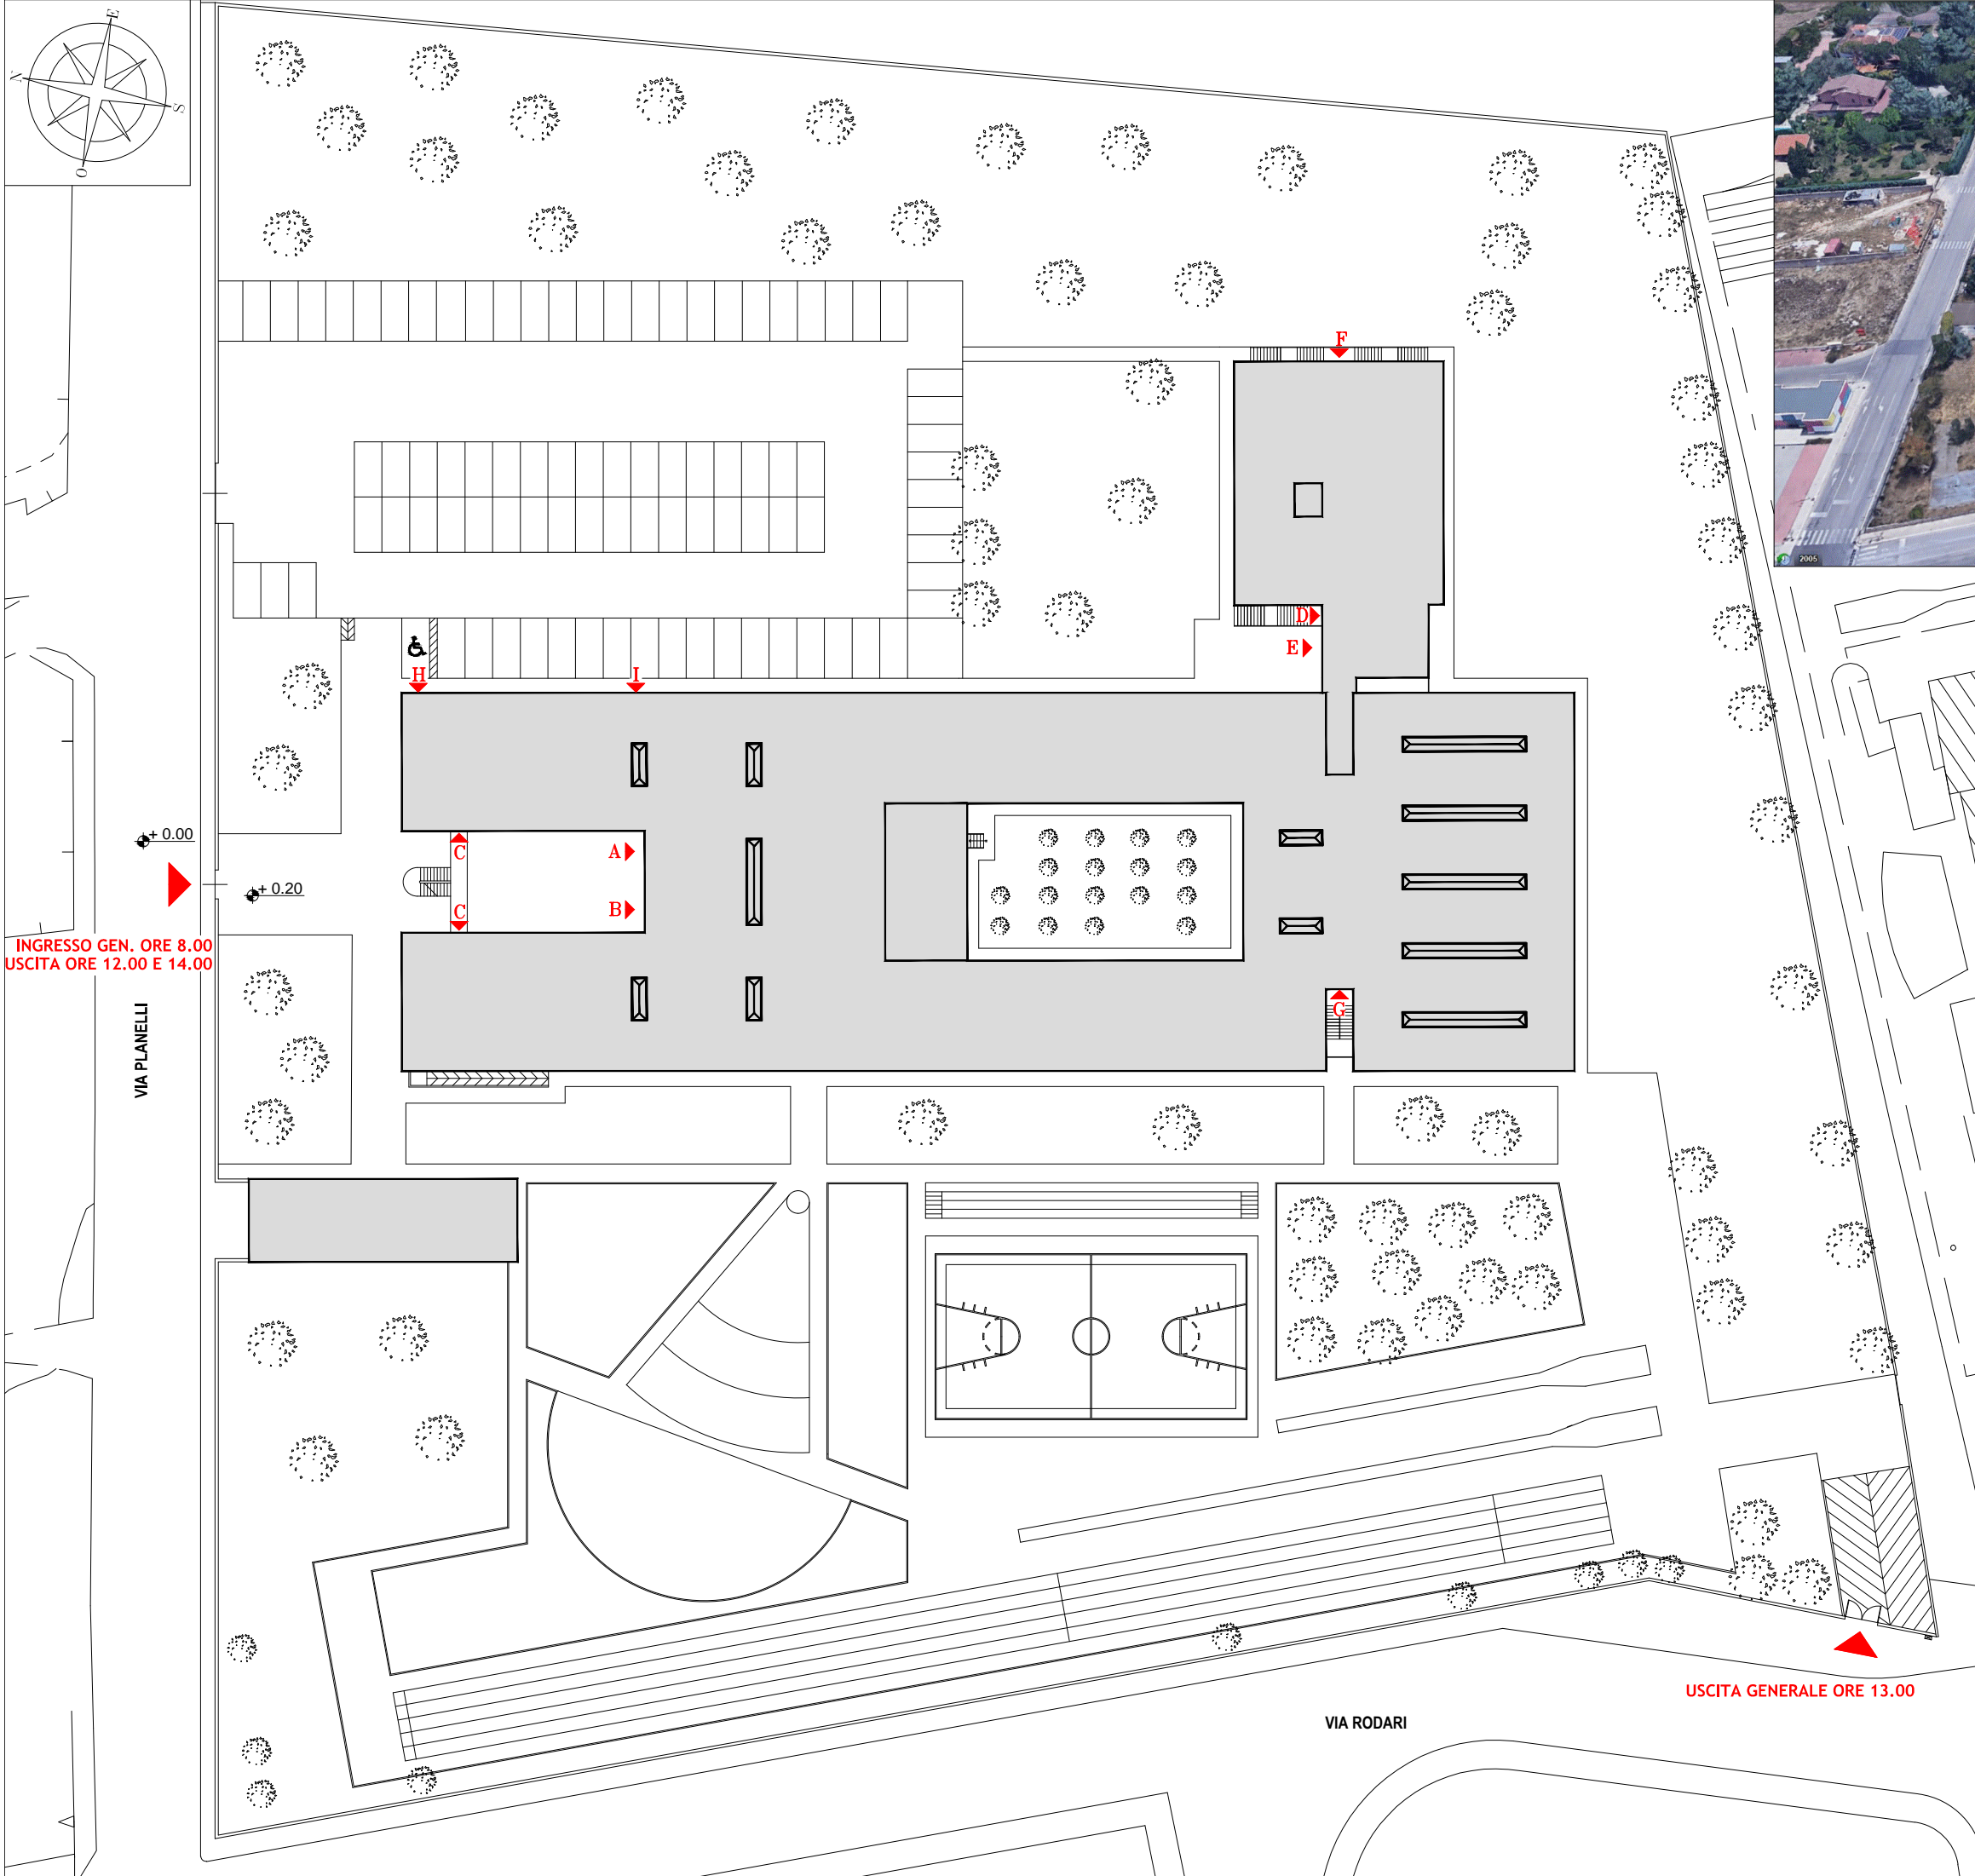 E
N
S
O
2005
F
D
E
H
I
+ 0.00
C
A
+ 0.20
C
B
INGRESSO GEN. ORE 8.00
USCITA ORE 12.00 E 14.00
G
VIA PLANELLI
USCITA GENERALE ORE 13.00
VIA RODARI